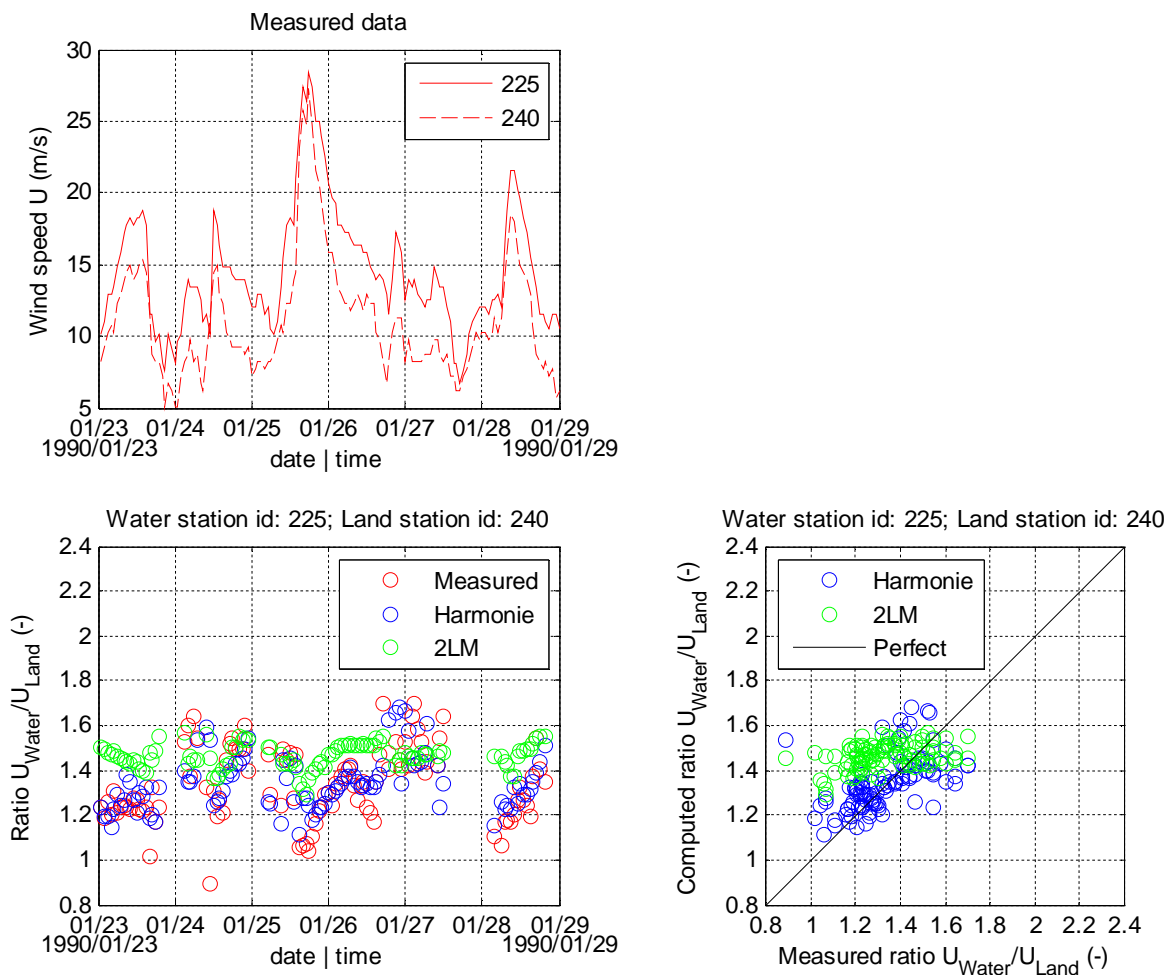 Measured data
Wind speed U (m/s)
30
25
20
15
10
5
225
240
01/23 01/24 01/25 01/26 01/27 01/28 01/29
1990/01/23 1990/01/29
date | time
Water station id: 225; Land station id: 240
Ratio U_Water/U_Land (-)
2.4
2.2
2
1.8
1.6
1.4
1.2
1
0.8
Measured
Harmonie
2LM
01/23 01/24 01/25 01/26 01/27 01/28 01/29
1990/01/23 1990/01/29
date | time
Water station id: 225; Land station id: 240
Computed ratio U_Water/U_Land (-)
2.4
2.2
2
1.8
1.6
1.4
1.2
1
0.8
Harmonie
2LM
Perfect
0.8 1 1.2 1.4 1.6 1.8 2 2.2 2.4
Measured ratio U_Water/U_Land (-)